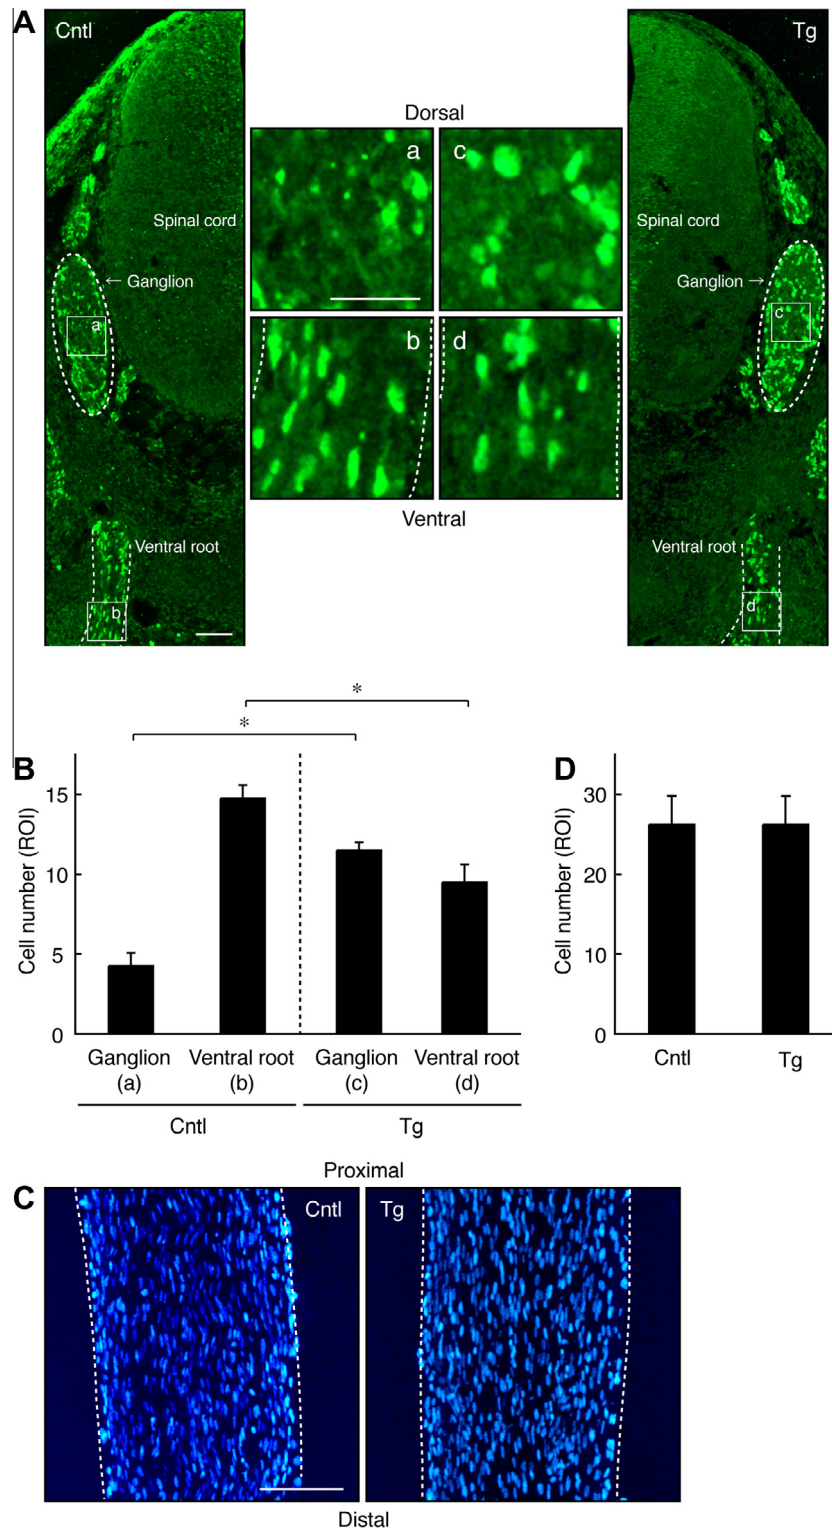 A
Cntl
Spinal cord
← Ganglion
a
Ventral root
b
Dorsal
a
c
b
d
Ventral
Tg
Spinal cord
Ganglion →
c
Ventral root
d
B
*
*
Cell number (ROI)
15
10
5
0
Ganglion
(a)
Ventral root
(b)
Ganglion
(c)
Ventral root
(d)
Cntl
Tg
D
Cell number (ROI)
30
20
10
0
Cntl
Tg
C
Proximal
Cntl
Tg
Distal